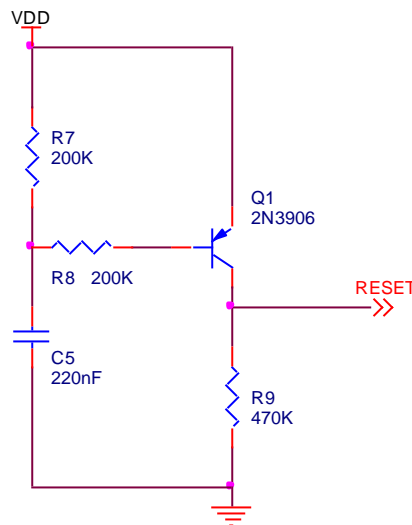 VDD
R7
200K
Q1
2N3906
R8 200K
RESET
C5
220nF
R9
470K